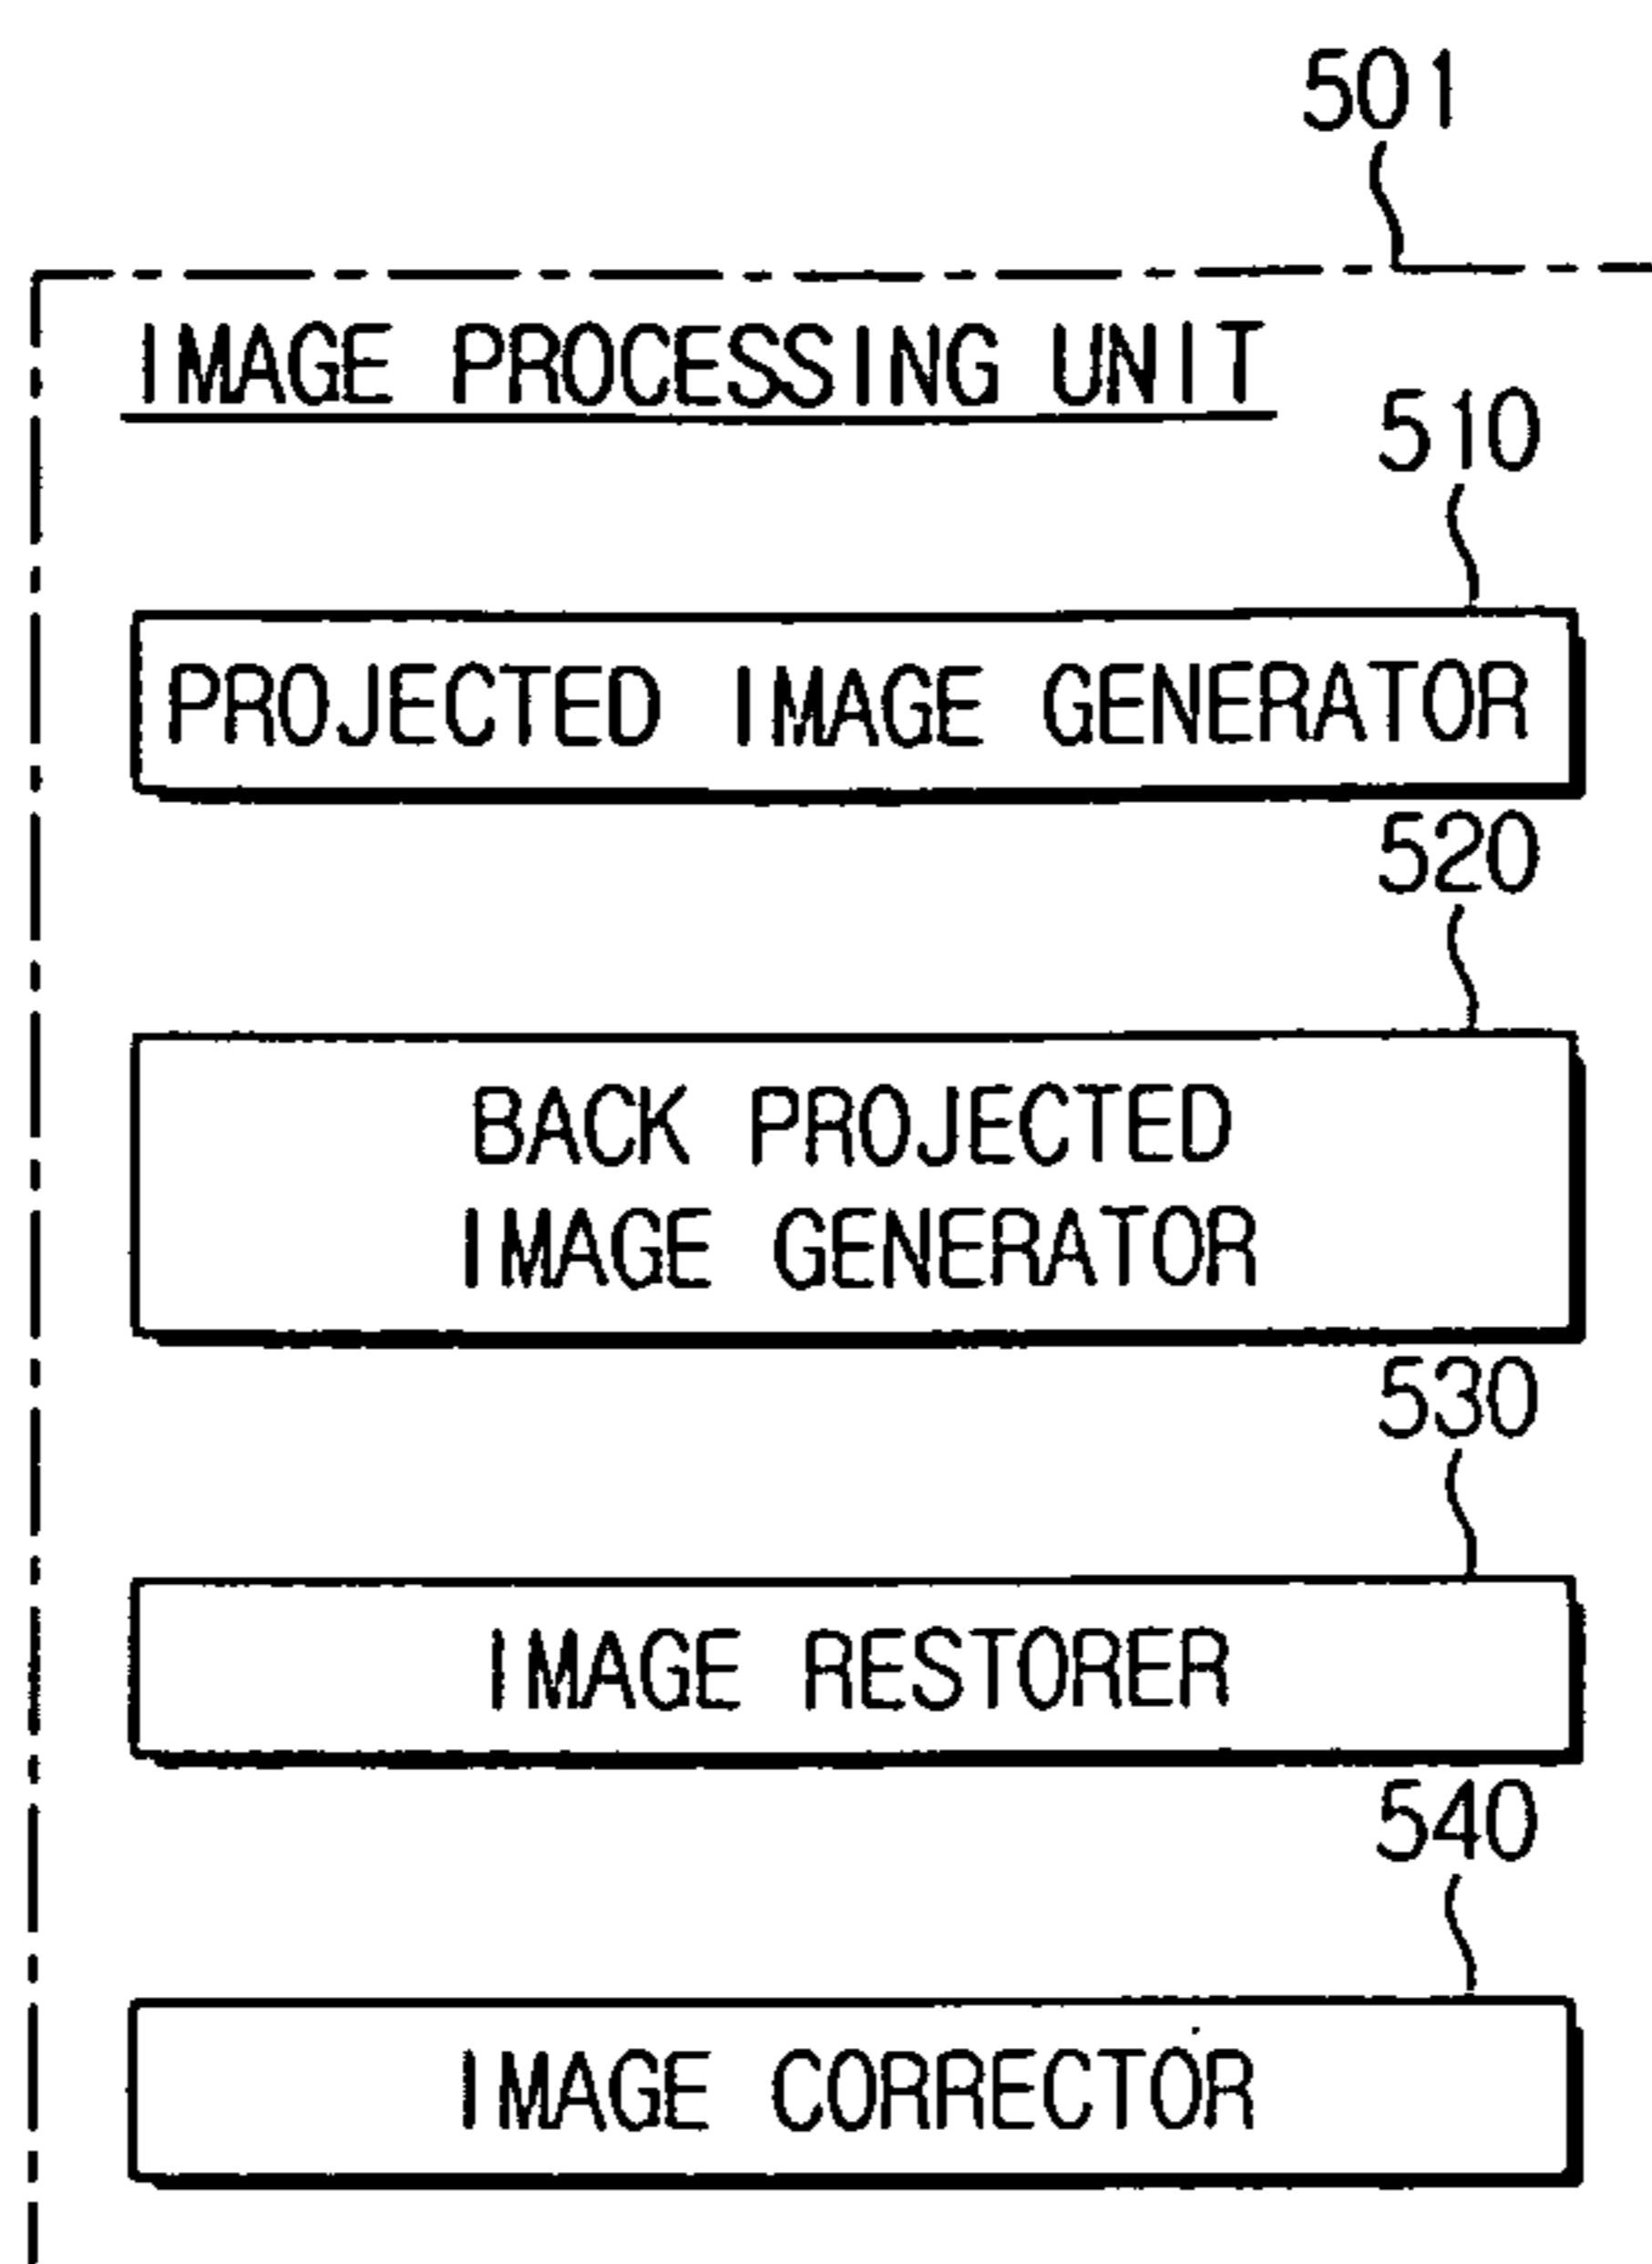 501
IMAGE PROCESSING UNIT
510
PROJECTED IMAGE GENERATOR
520
BACK PROJECTED
IMAGE GENERATOR
530
IMAGE RESTORER
540
IMAGE CORRECTOR